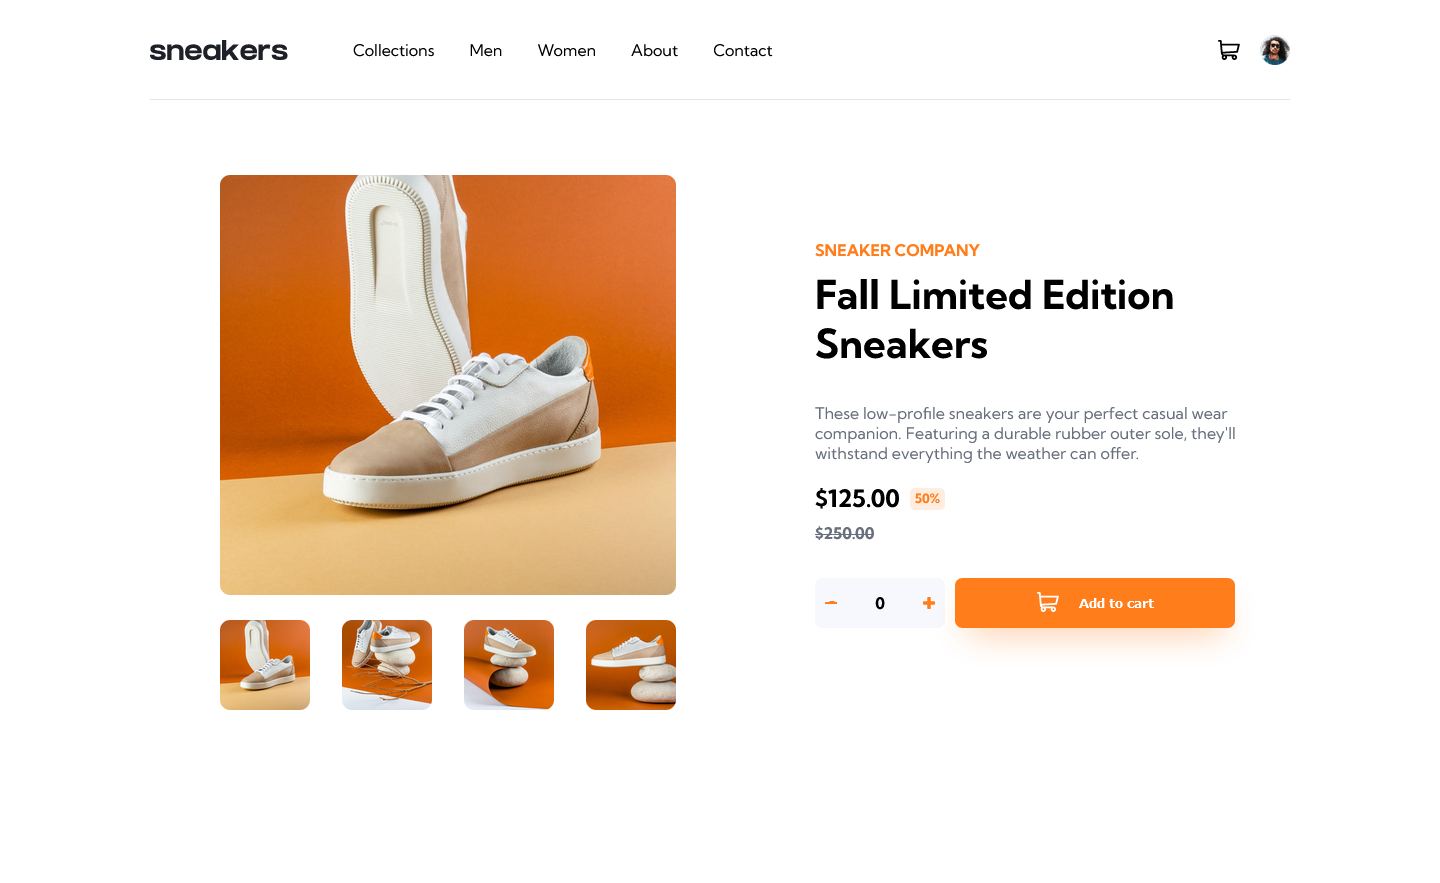 sneakers
Collections Men Women About Contact
SNEAKER COMPANY
Fall Limited Edition
Sneakers
These low-profile sneakers are your perfect casual wear
companion. Featuring a durable rubber outer sole, they'll
withstand everything the weather can offer.
$125.00 50%
$250.00
0 Add to cart